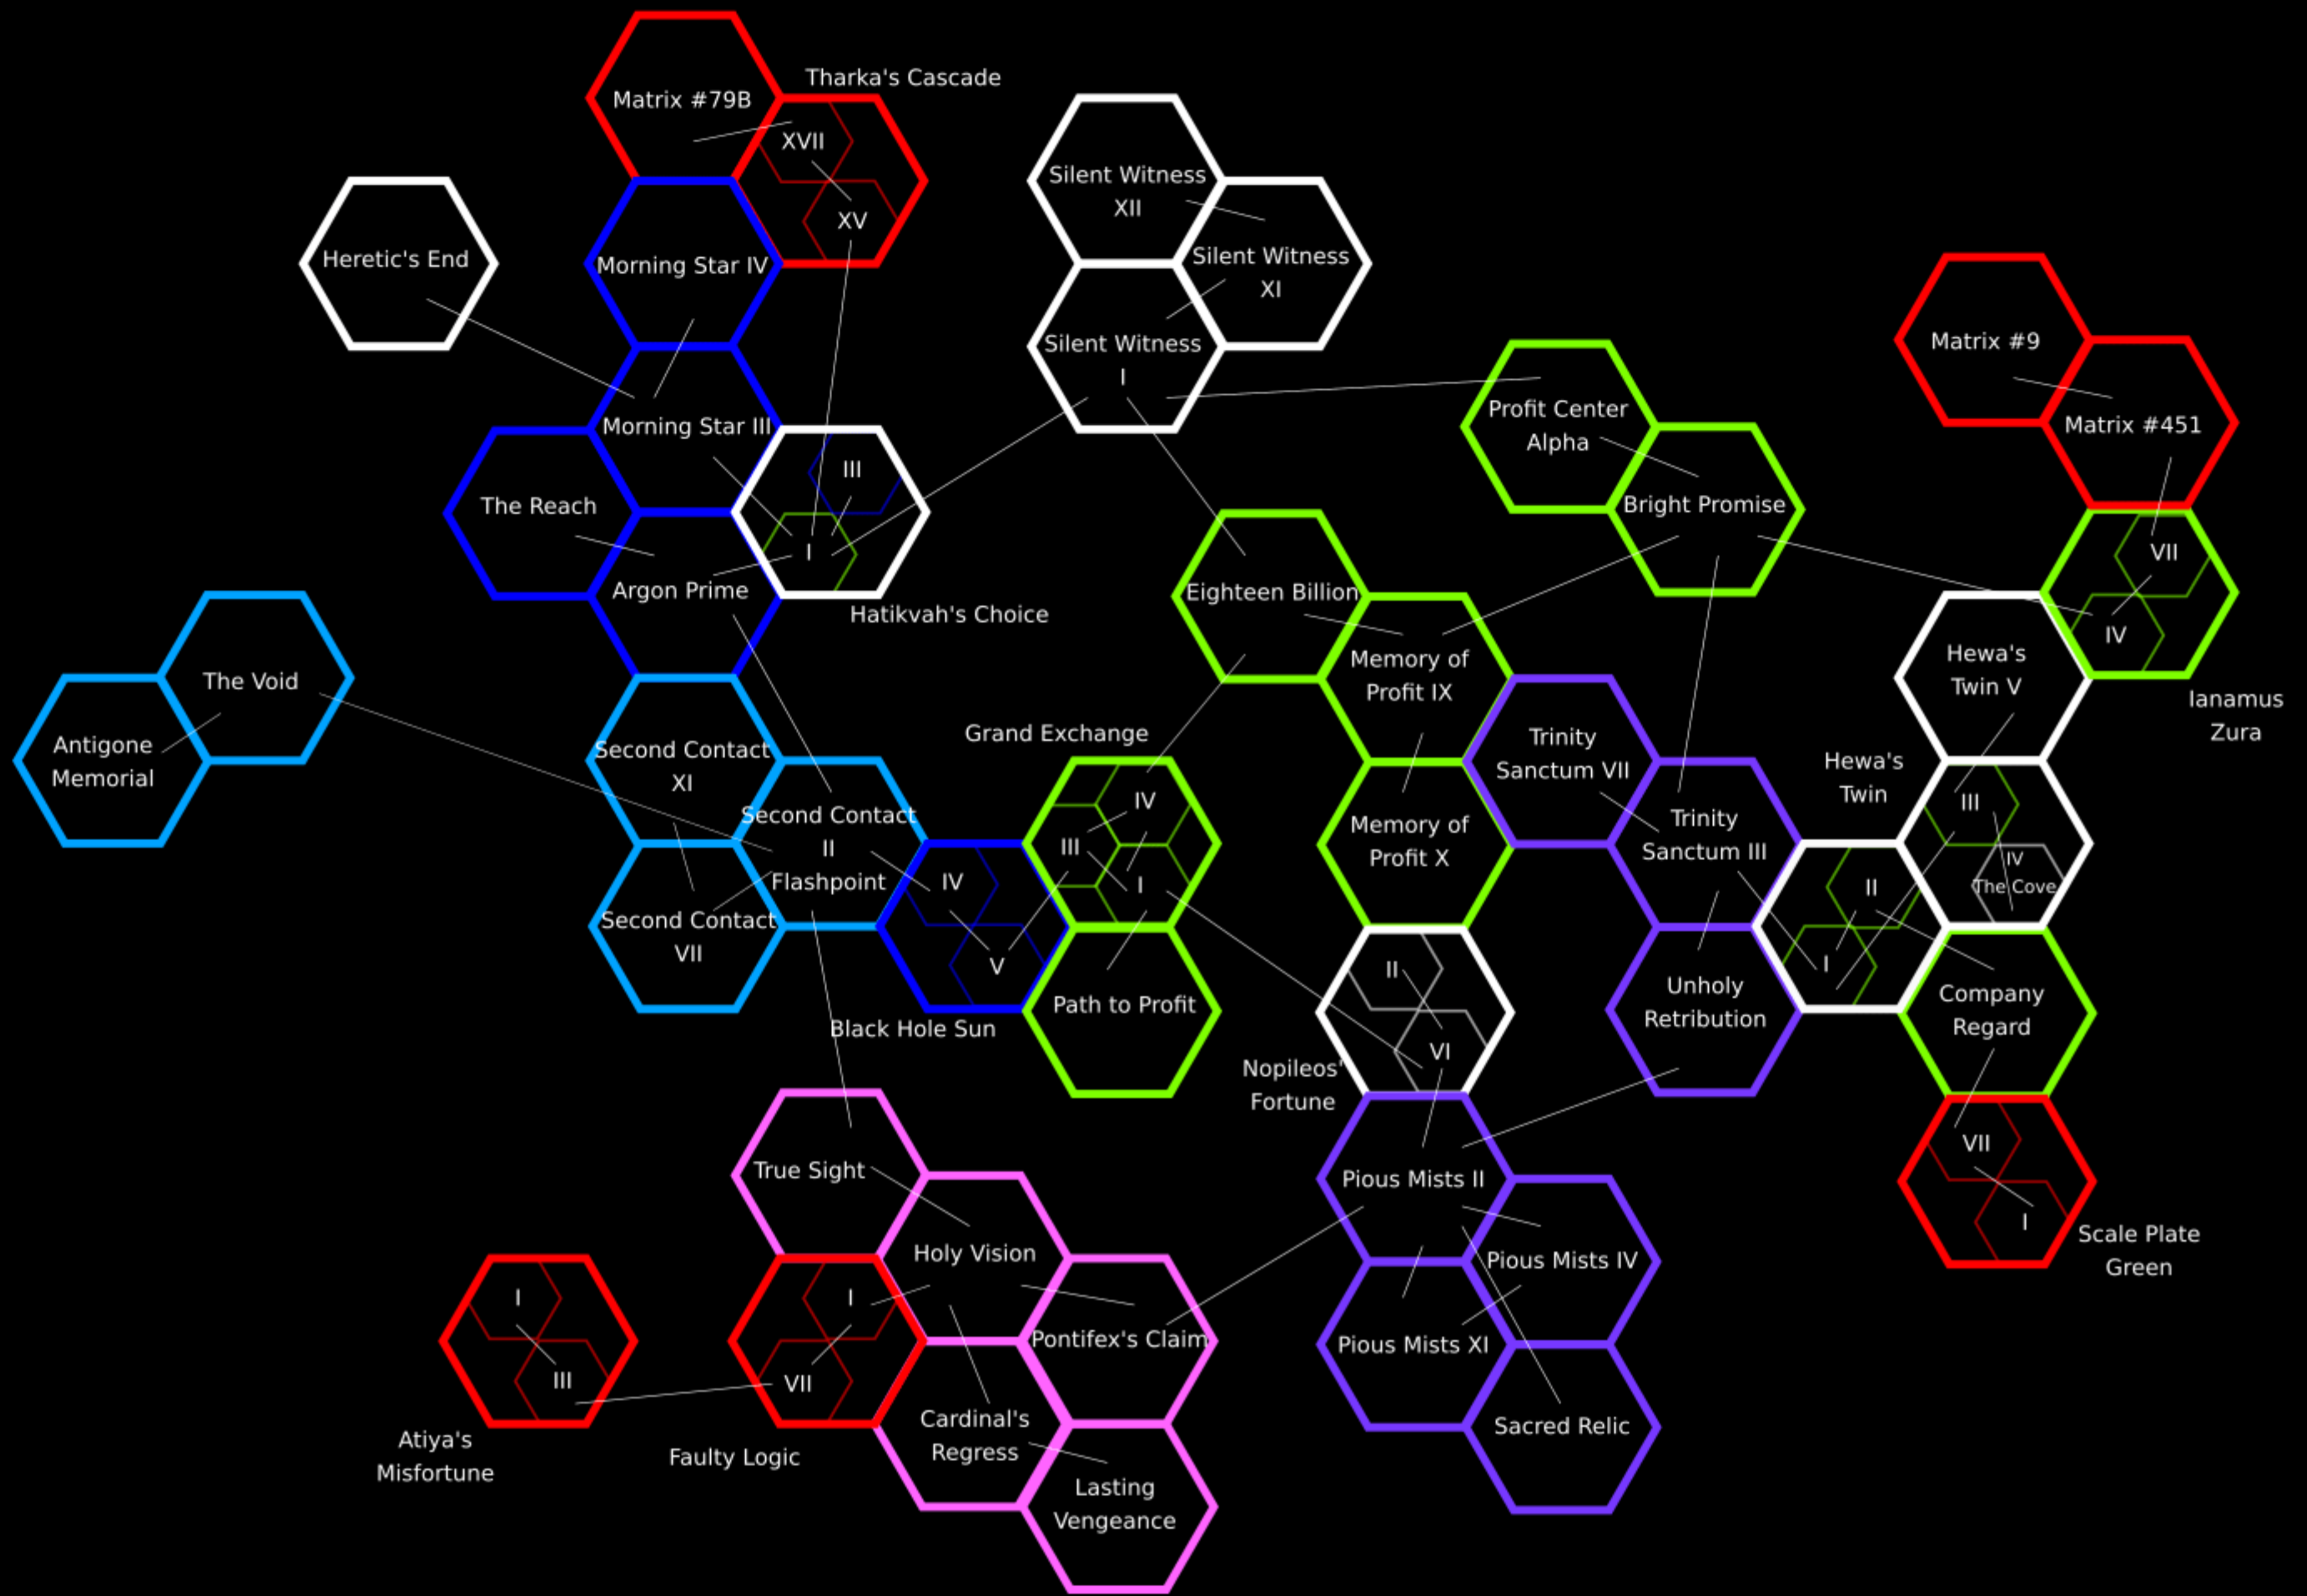 Matrix #79B
Tharka's Cascade
XVII
XV
Silent Witness
XII
Heretic's End
Morning Star IV
Silent Witness
XI
Silent Witness
I
Matrix #9
Profit Center
Alpha
Matrix #451
Morning Star III
III
The Reach
Bright Promise
I
VII
Argon Prime
Hatikvah's Choice
Eighteen Billion
IV
Memory of
Profit IX
Hewa's
Twin V
Ianamus
Zura
The Void
Antigone
Memorial
Second Contact
XI
Grand Exchange
Trinity
Sanctum VII
Hewa's
Twin
IV
III
Second Contact
II
Flashpoint
III
Memory of
Profit X
Trinity
Sanctum III
IV
The Cove
IV
I
II
Second Contact
VII
V
II
I
Path to Profit
Unholy
Retribution
Company
Regard
Black Hole Sun
VI
Nopileos'
Fortune
True Sight
Pious Mists II
VII
I
Scale Plate
Green
Holy Vision
Pious Mists IV
I
I
Pontifex's Claim
Pious Mists XI
III
VII
Cardinal's
Regress
Sacred Relic
Atiya's
Misfortune
Faulty Logic
Lasting
Vengeance